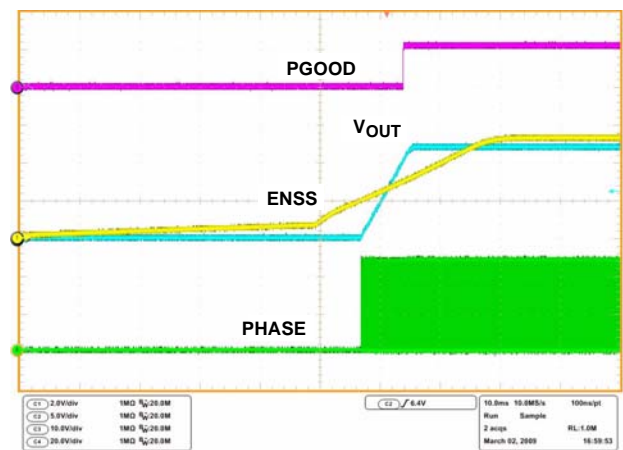 PGOOD
VOUT
ENSS
PHASE
C1 2.0V/div 1MΩ BW:20.0M
C2 5.0V/div 1MΩ BW:20.0M
C3 10.0V/div 1MΩ BW:20.0M
C4 20.0V/div 1MΩ BW:20.0M
C2 6.4V
10.0ms 10.0MS/s 100ns/pt
Run Sample
2 acqs RL:1.0M
March 02, 2009 16:59:53